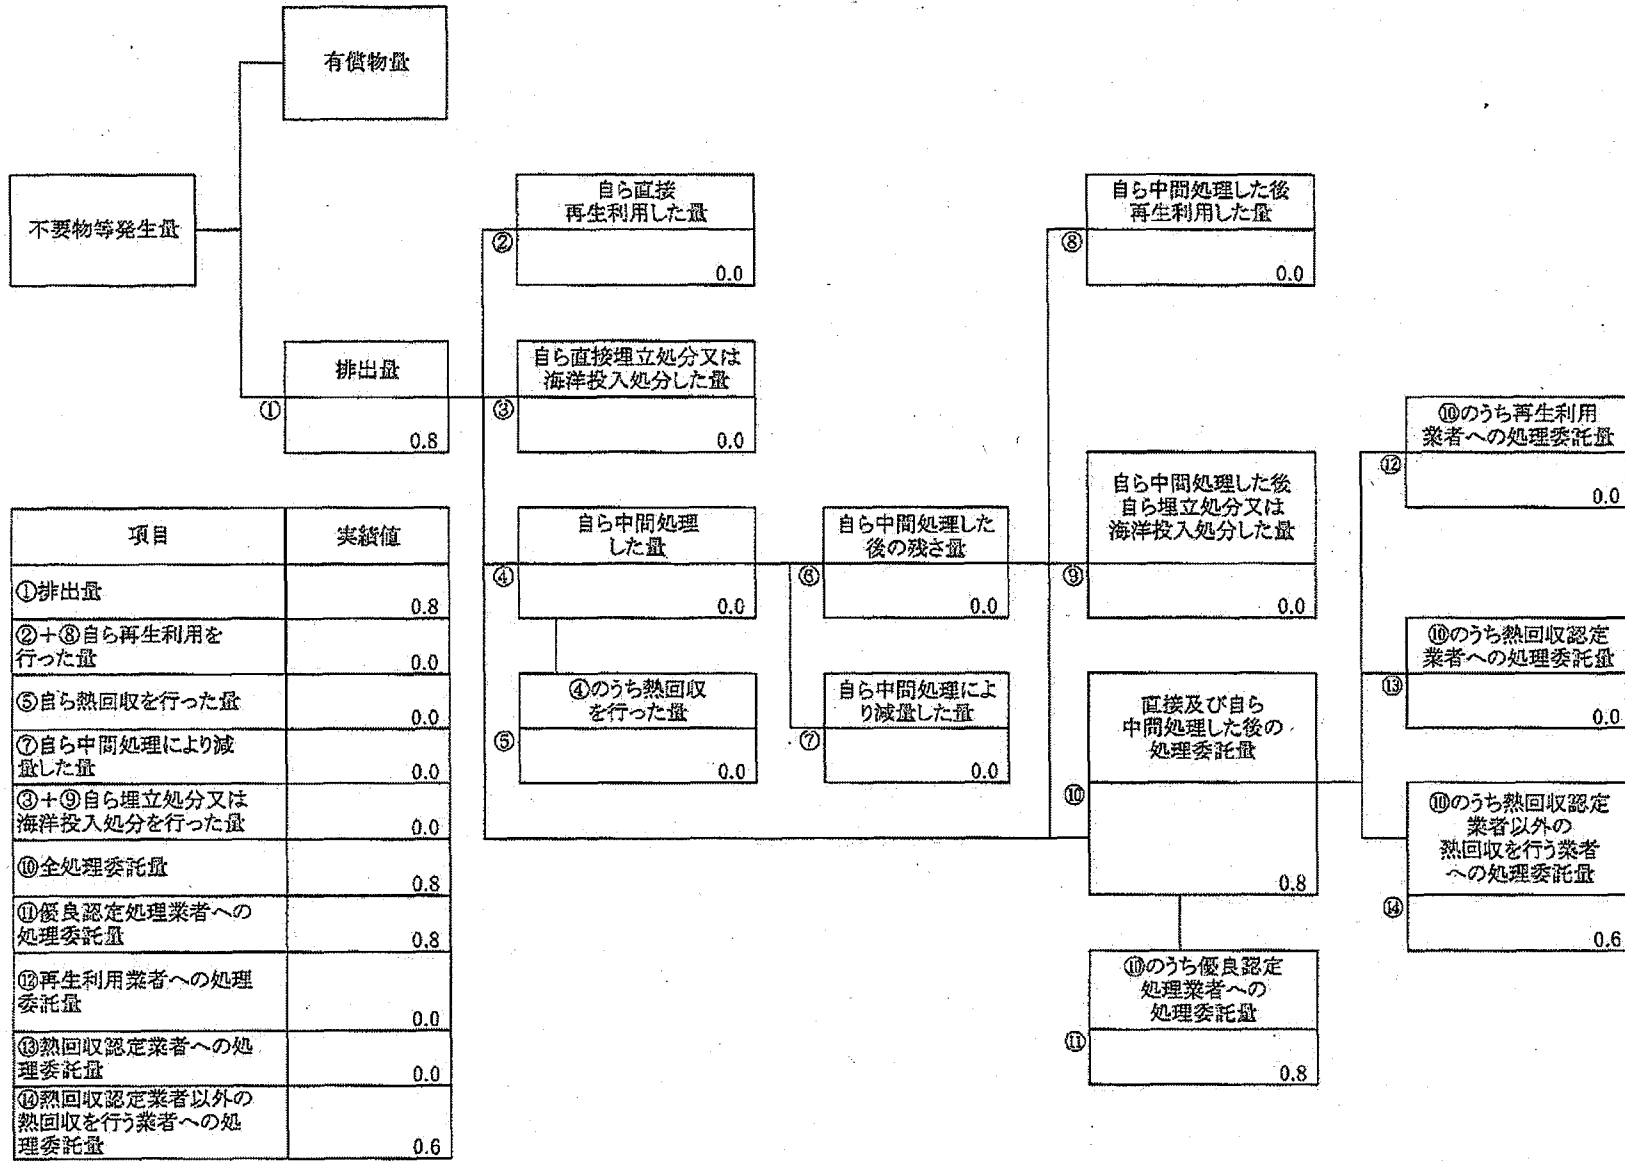 有償物量
不要物等発生量
自ら直接
再生利用した量
②
0.0
自ら中間処理した後
再生利用した量
⑧
0.0
排出量
①
0.8
自ら直接埋立処分又は
海洋投入処分した量
③
0.0
⑩のうち再生利用
業者への処理委託量
⑫
0.0
自ら中間処理
した量
④
0.0
自ら中間処理した
後の残さ量
⑥
0.0
自ら中間処理した後
自ら埋立処分又は
海洋投入処分した量
⑨
0.0
⑩のうち熱回収認定
業者への処理委託量
⑬
0.0
④のうち熱回収
を行った量
⑤
0.0
自ら中間処理によ
り減量した量
⑦
0.0
直接及び自ら
中間処理した後の
処理委託量
⑩
0.8
⑩のうち熱回収認定
業者以外の
熱回収を行う業者
への処理委託量
⑭
0.6
⑩のうち優良認定
処理業者への
処理委託量
⑪
0.8
項目 実績値
①排出量
0.8
②+⑧自ら再生利用を
行った量 0.0
⑤自ら熱回収を行った量
0.0
⑦自ら中間処理により減
量した量 0.0
③+⑨自ら埋立処分又は
海洋投入処分を行った量 0.0
⑩全処理委託量
0.8
⑪優良認定処理業者への
処理委託量 0.8
⑫再生利用業者への処理
委託量
0.0
⑬熱回収認定業者への処
理委託量 0.0
⑭熱回収認定業者以外の
熱回収を行う業者への処
理委託量 0.6